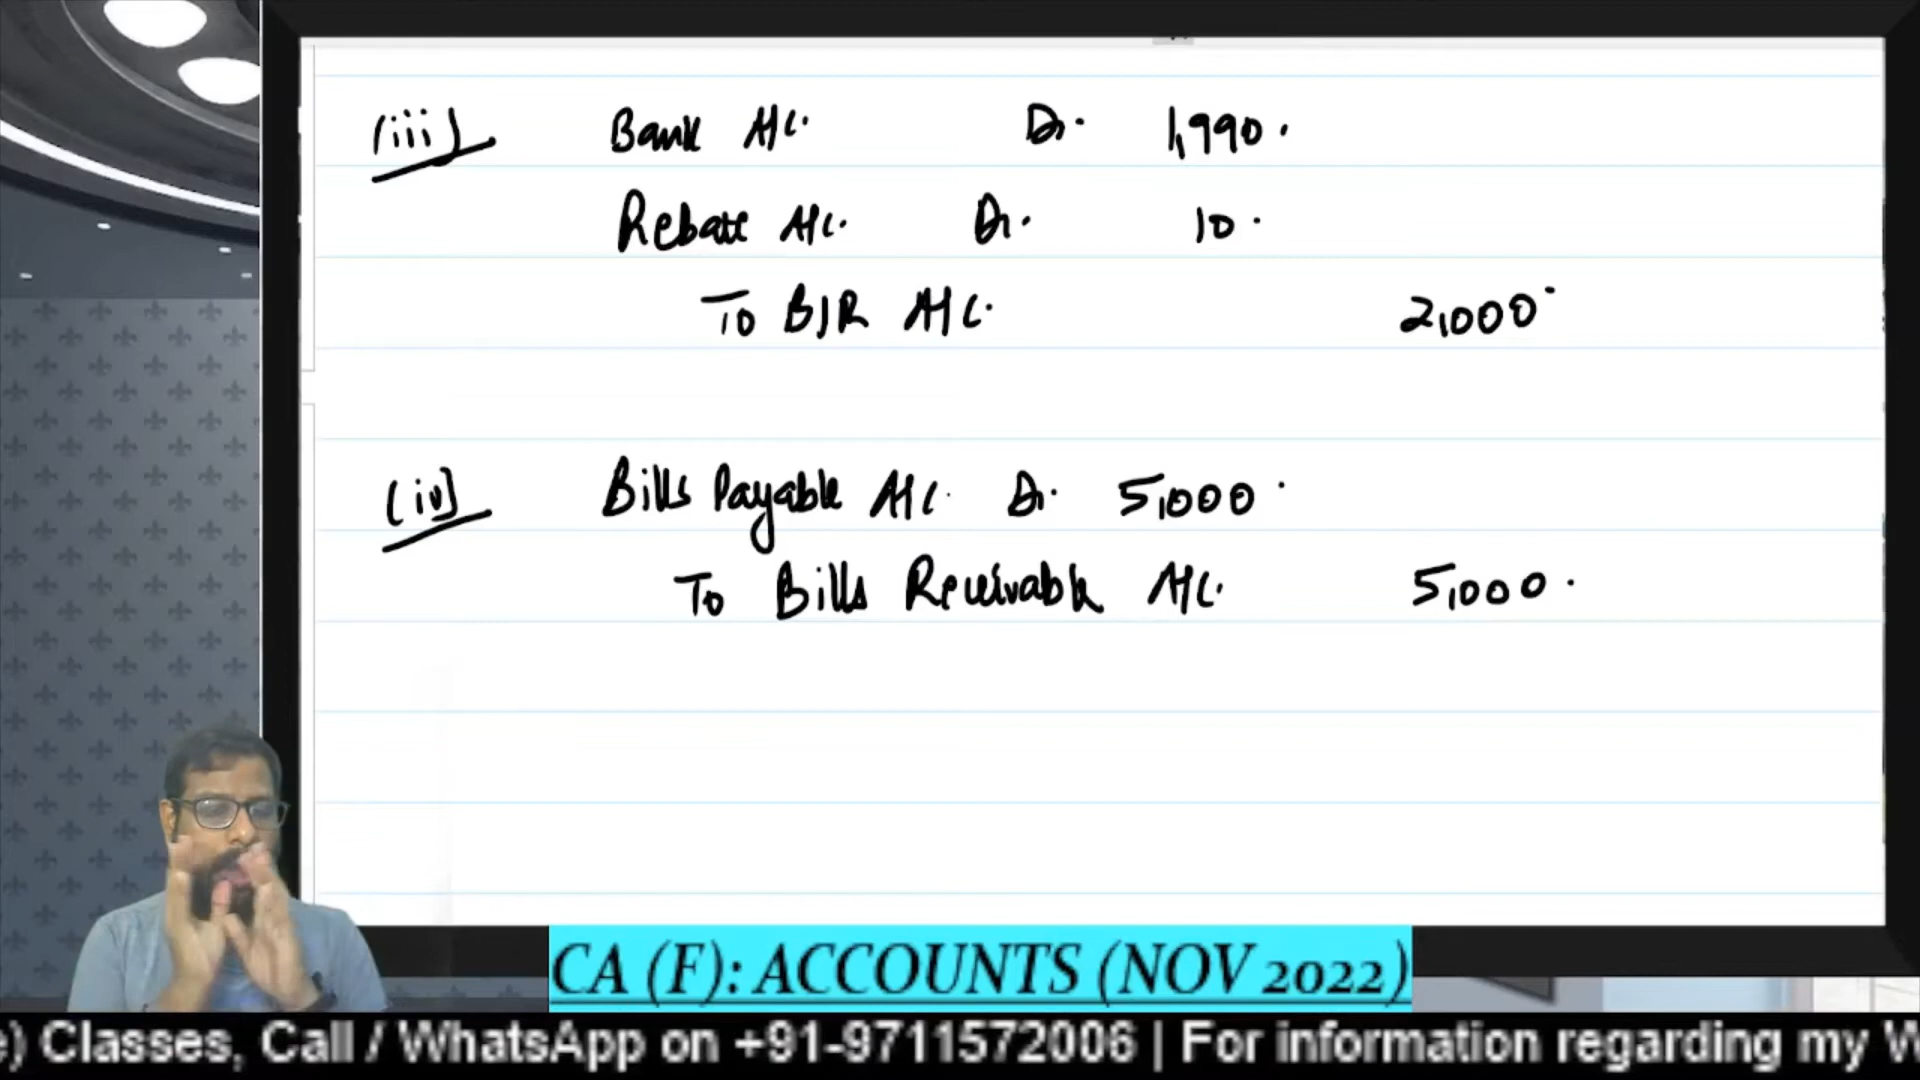 (iii) Bank A/c. Dr. 1,990.
Rebate A/c. Dr. 10.
To B/R A/c. 2,000
(iv) Bills Payable A/c. Dr. 5,000.
To Bills Receivable A/c. 5,000.
CA (F): ACCOUNTS (NOV 2022)
e) Classes, Call / WhatsApp on +91-9711572006 | For information regarding my W